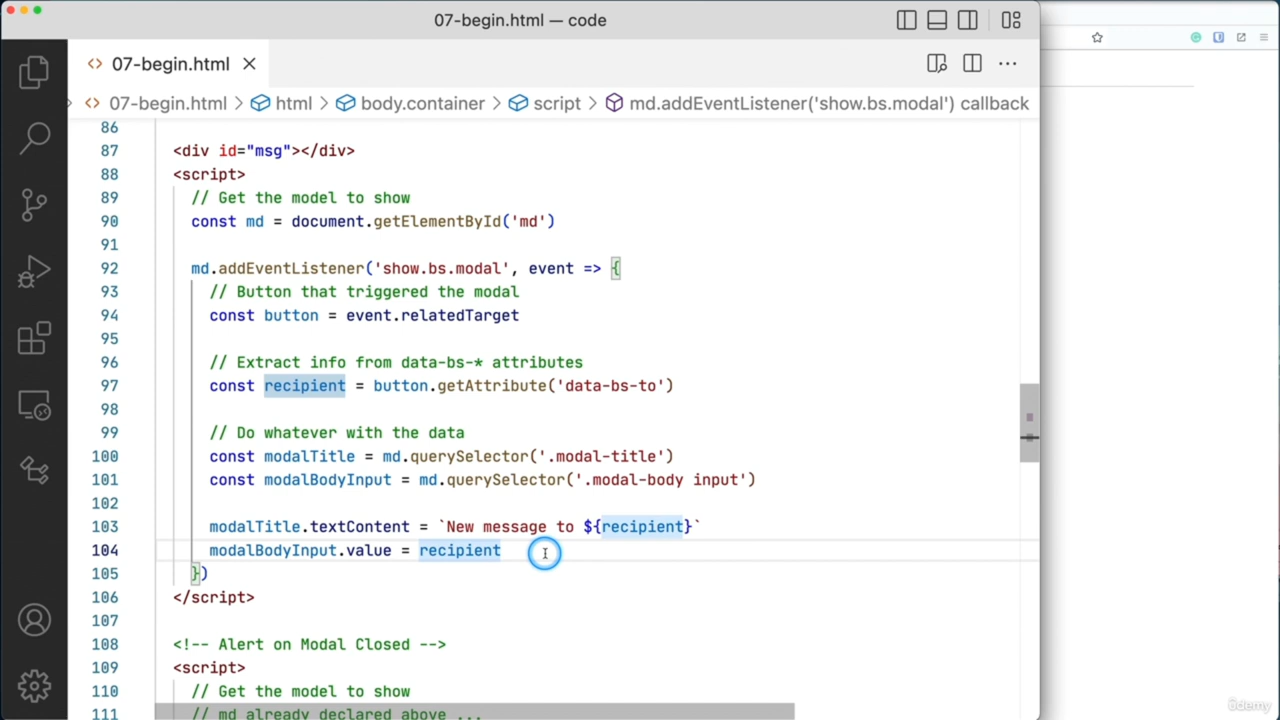 07-begin.html — code
07-begin.html
07-begin.html > html > body.container > script > md.addEventListener('show.bs.modal') callback
86
87 <div id="msg"></div>
88 <script>
89 // Get the model to show
90 const md = document.getElementById('md')
91
92 md.addEventListener('show.bs.modal', event => {
93 // Button that triggered the modal
94 const button = event.relatedTarget
95
96 // Extract info from data-bs-* attributes
97 const recipient = button.getAttribute('data-bs-to')
98
99 // Do whatever with the data
100 const modalTitle = md.querySelector('.modal-title')
101 const modalBodyInput = md.querySelector('.modal-body input')
102
103 modalTitle.textContent = `New message to ${recipient}`
104 modalBodyInput.value = recipient
105 })
106 </script>
107
108 <!-- Alert on Modal Closed -->
109 <script>
110 // Get the model to show
111 // md already declared above ...
ûdemy